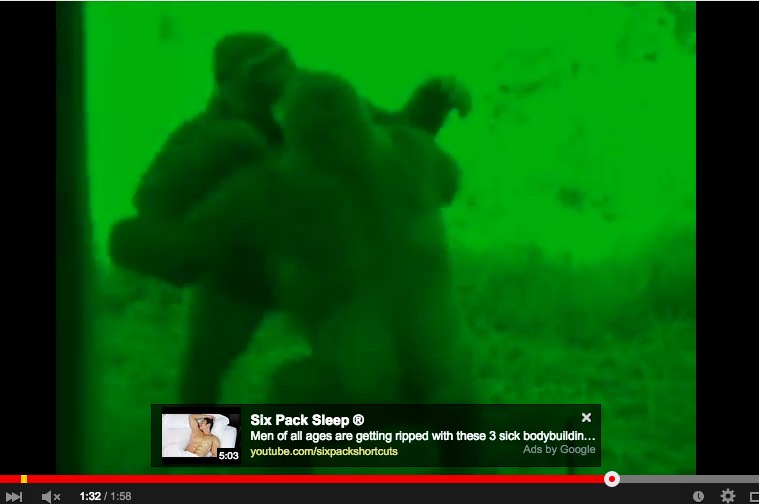 Six Pack Sleep ®
Men of all ages are getting ripped with these 3 sick bodybuildin...
youtube.com/sixpackshortcuts
Ads by Google
5:03
1:32 / 1:58